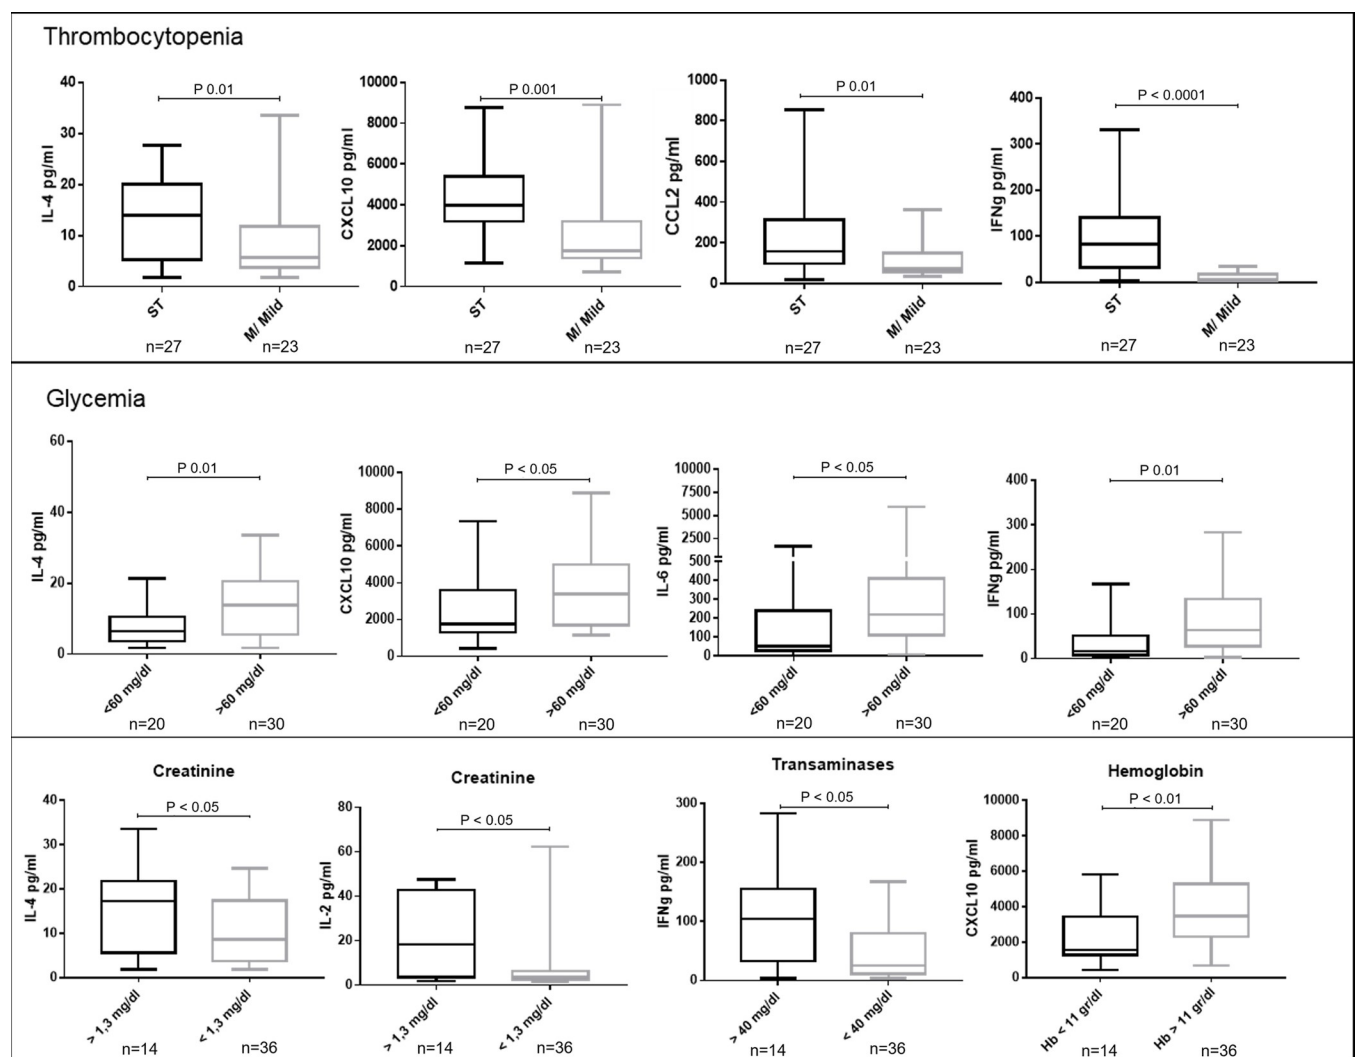 Thrombocytopenia
IL-4 pg/ml
40
30
20
10
0
P 0.01
ST
M/ Mild
n=27
n=23
CXCL10 pg/ml
10000
8000
6000
4000
2000
0
P 0.001
ST
M/ Mild
n=27
n=23
CCL2 pg/ml
1000
800
600
400
200
0
P 0.01
ST
M/ Mild
n=27
n=23
IFNg pg/ml
400
300
200
100
0
P < 0.0001
ST
M/ Mild
n=27
n=23
Glycemia
IL-4 pg/ml
60
40
20
0
P 0.01
<60 mg/dl
>60 mg/dl
n=20
n=30
CXCL10 pg/ml
10000
8000
6000
4000
2000
0
P < 0.05
<60 mg/dl
>60 mg/dl
n=20
n=30
IL-6 pg/ml
10000
7500
5000
2500
500
400
300
200
100
0
P < 0.05
<60 mg/dl
>60 mg/dl
n=20
n=30
IFNg pg/ml
400
300
200
100
0
P 0.01
<60 mg/dl
>60 mg/dl
n=20
n=30
Creatinine
IL-4 pg/ml
40
30
20
10
0
P < 0.05
> 1,3 mg/dl
< 1,3 mg/dl
n=14
n=36
Creatinine
IL-2 pg/ml
80
60
40
20
0
P < 0.05
> 1,3 mg/dl
< 1,3 mg/dl
n=14
n=36
Transaminases
IFNg pg/ml
300
200
100
0
P < 0.05
> 40 mg/dl
< 40 mg/dl
n=14
n=36
Hemoglobin
CXCL10 pg/ml
10000
8000
6000
4000
2000
0
P < 0.01
Hb < 11 gr/dl
Hb > 11 gr/dl
n=14
n=36